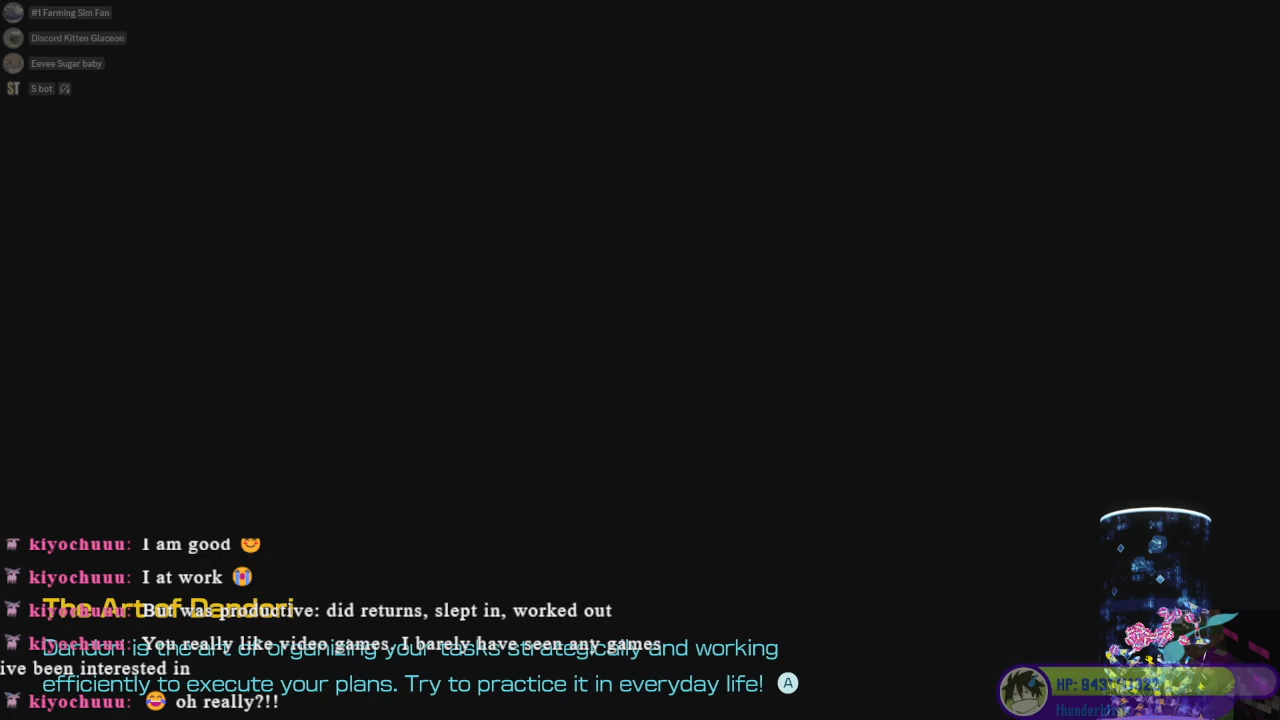 #1 Farming Sim Fan
Discord Kitten Glaceon
Eevee Sugar baby
ST S bot
kiyochuuu: I am good
kiyochuuu: I at work
The Art of Dandori
kiyochuuu: But was productive: did returns, slept in, worked out
kiyochuuu: You really like video games, I barely have seen any games
ive been interested in
Dandori is the art of organizing your tasks strategically and working
efficiently to execute your plans. Try to practice it in everyday life! A
kiyochuuu: oh really?!!
HP: